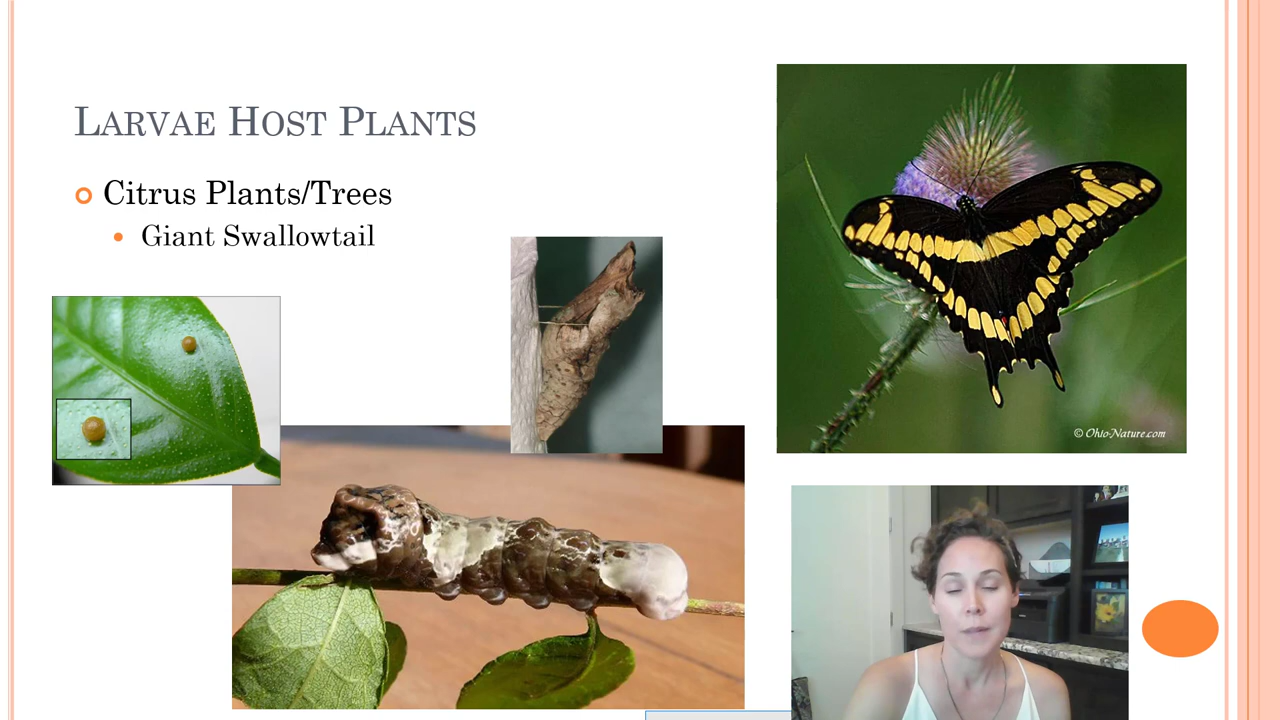 Larvae Host Plants
Citrus Plants/Trees
Giant Swallowtail
© Ohio-Nature.com